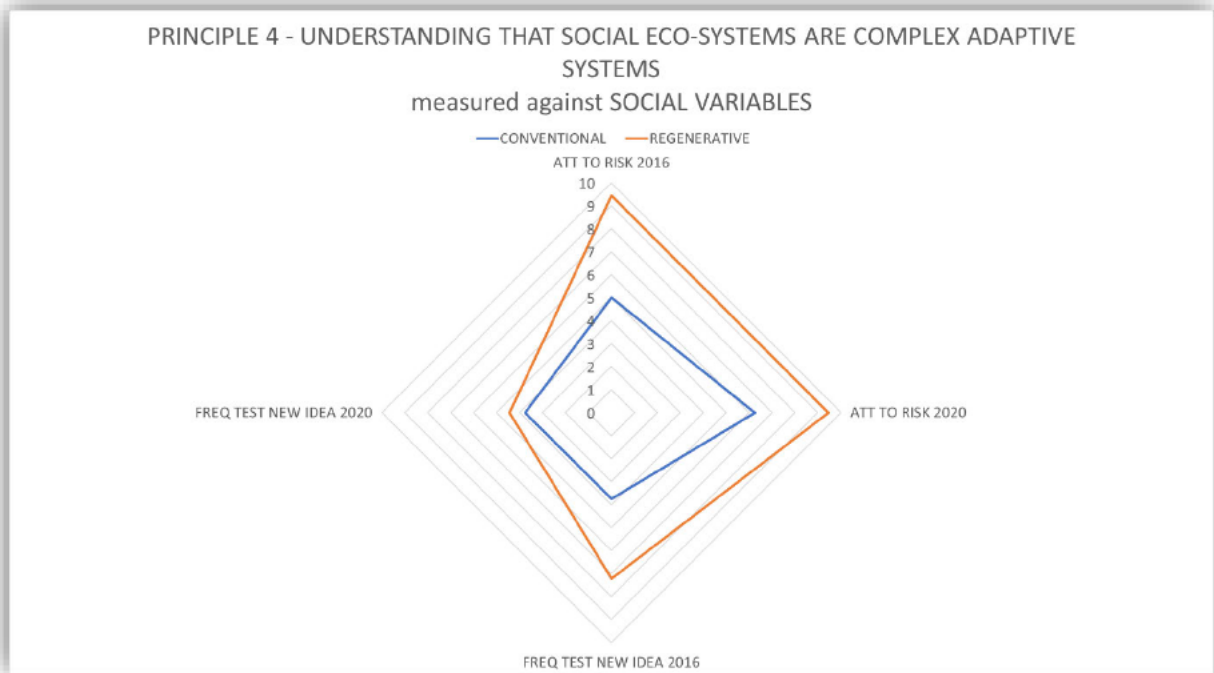 PRINCIPLE 4 - UNDERSTANDING THAT SOCIAL ECO-SYSTEMS ARE COMPLEX ADAPTIVE
SYSTEMS
measured against SOCIAL VARIABLES
CONVENTIONAL REGENERATIVE
ATT TO RISK 2016
10
9
8
7
6
5
4
3
2
1
0
FREQ TEST NEW IDEA 2020
ATT TO RISK 2020
FREQ TEST NEW IDEA 2016